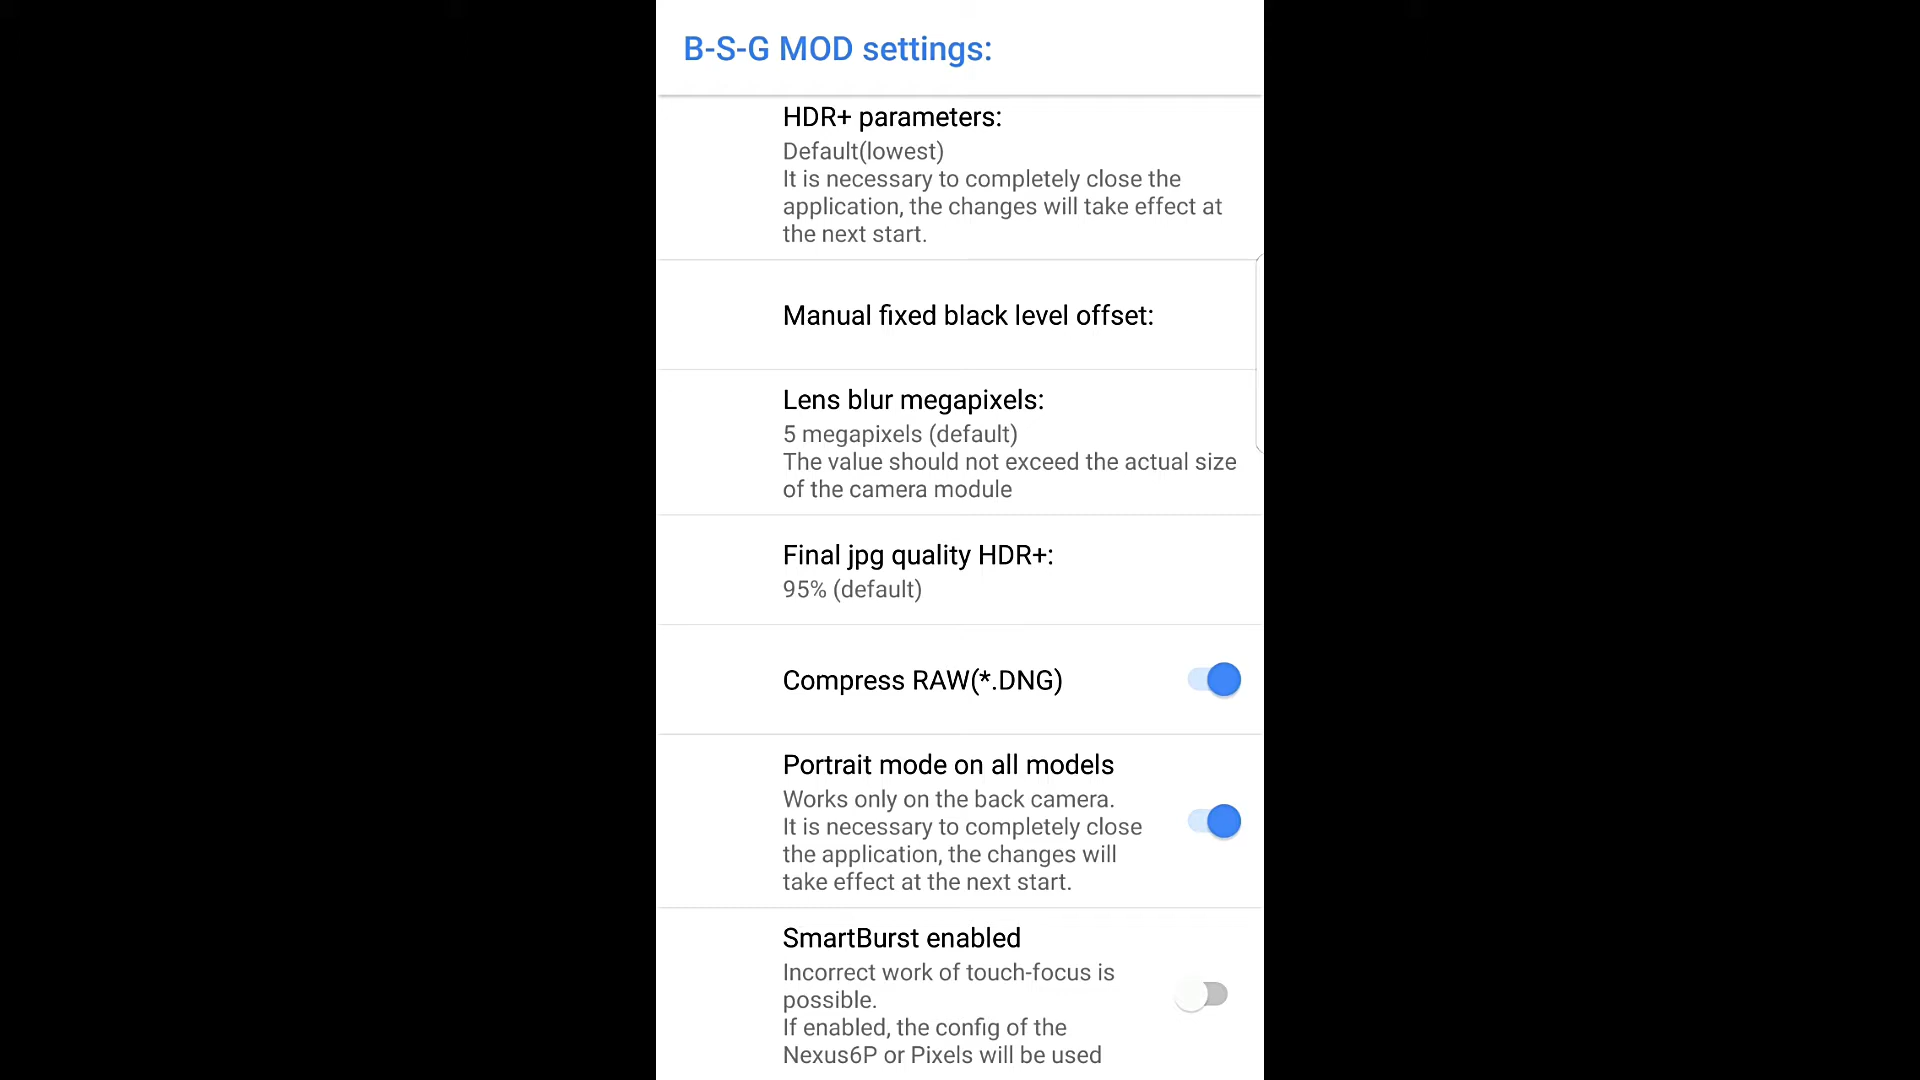 B-S-G MOD settings:
HDR+ parameters:
Default(lowest)
It is necessary to completely close the
application, the changes will take effect at
the next start.
Manual fixed black level offset:
Lens blur megapixels:
5 megapixels (default)
The value should not exceed the actual size
of the camera module
Final jpg quality HDR+:
95% (default)
Compress RAW(*.DNG)
Portrait mode on all models
Works only on the back camera.
It is necessary to completely close
the application, the changes will
take effect at the next start.
SmartBurst enabled
Incorrect work of touch-focus is
possible.
If enabled, the config of the
Nexus6P or Pixels will be used